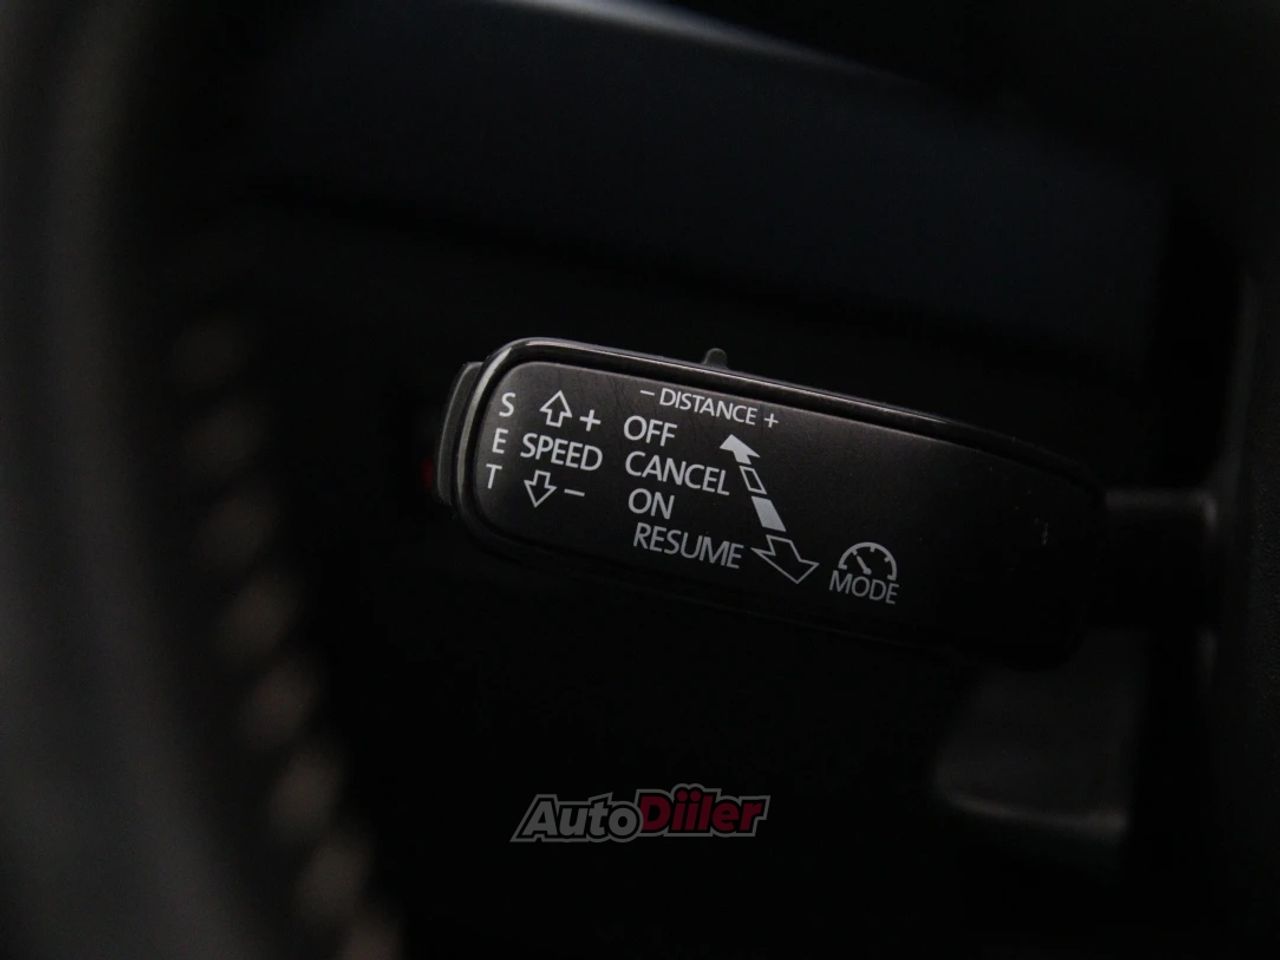 - DISTANCE +
S + OFF
E SPEED CANCEL
T - ON
RESUME
MODE
AutoDiiler